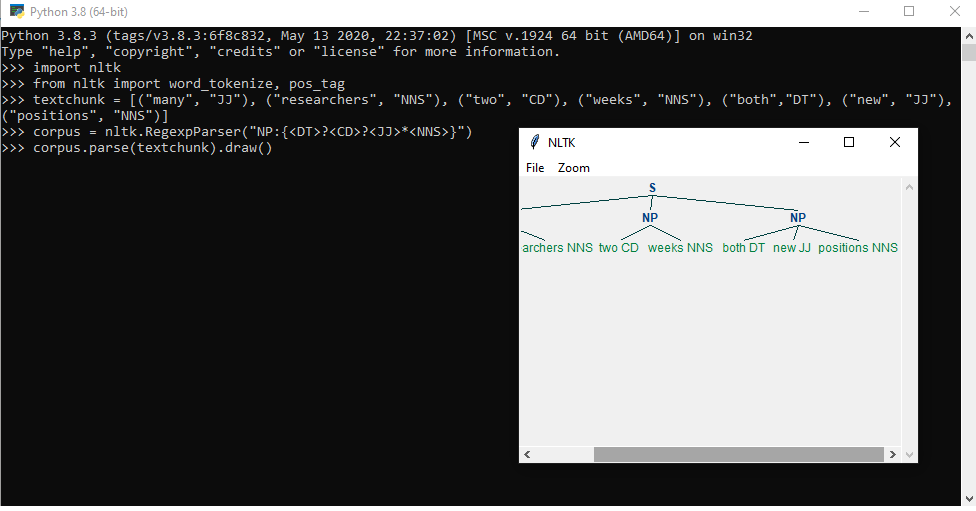 Python 3.8 (64-bit)
Python 3.8.3 (tags/v3.8.3:6f8c832, May 13 2020, 22:37:02) [MSC v.1924 64 bit (AMD64)] on win32
Type "help", "copyright", "credits" or "license" for more information.
>>> import nltk
>>> from nltk import word_tokenize, pos_tag
>>> textchunk = [("many", "JJ"), ("researchers", "NNS"), ("two", "CD"), ("weeks", "NNS"), ("both","DT"), ("new", "JJ"),
("positions", "NNS")]
>>> corpus = nltk.RegexpParser("NP:{<DT>?<CD>?<JJ>*<NNS>}")
>>> corpus.parse(textchunk).draw()
NLTK
File Zoom
S
NP NP
archers NNS two CD weeks NNS both DT new JJ positions NNS